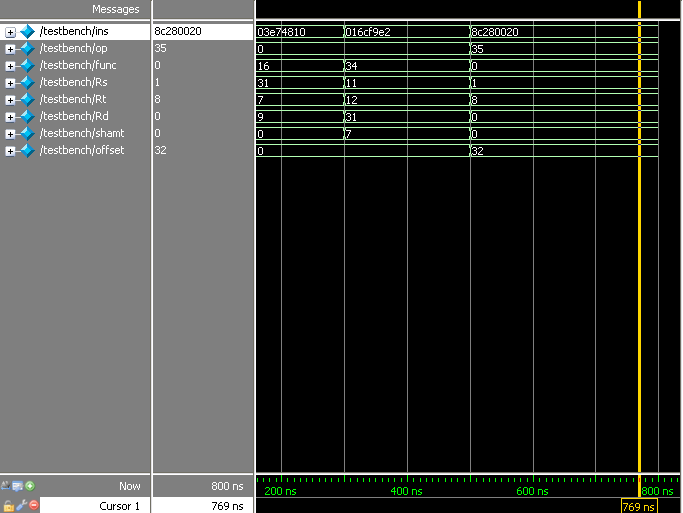 Messages
/testbench/ins 8c280020 03e74810 016cf9e2 8c280020
/testbench/op 35 0 35
/testbench/func 0 16 34 0
/testbench/Rs 1 31 11 1
/testbench/Rt 8 7 12 8
/testbench/Rd 0 9 31 0
/testbench/shamt 0 0 7 0
/testbench/offset 32 0 32
Now 800 ns 200 ns 400 ns 600 ns 800 ns
Cursor 1 769 ns 769 ns